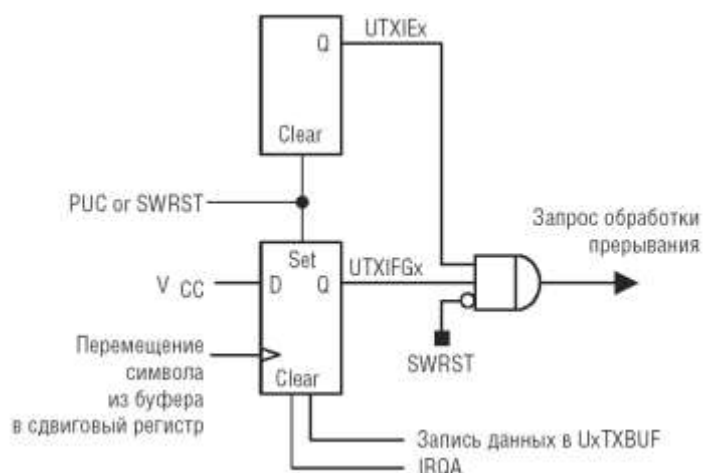 UTXIEx
Q
Clear
PUC or SWRST
Запрос обработки
прерывания
Set
UTXIFGx
V CC
D
Q
Перемещение
символа
из буфера
в сдвиговый регистр
Clear
SWRST
Запись данных в UxTXBUF
IRQA